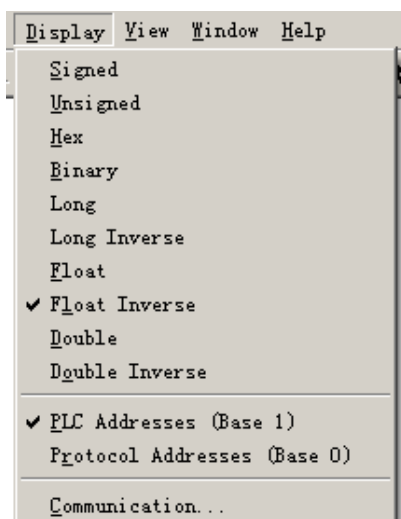 Display View Window Help
Signed
Unsigned
Hex
Binary
Long
Long Inverse
Float
Float Inverse
Double
Double Inverse
PLC Addresses (Base 1)
Protocol Addresses (Base 0)
Communication...